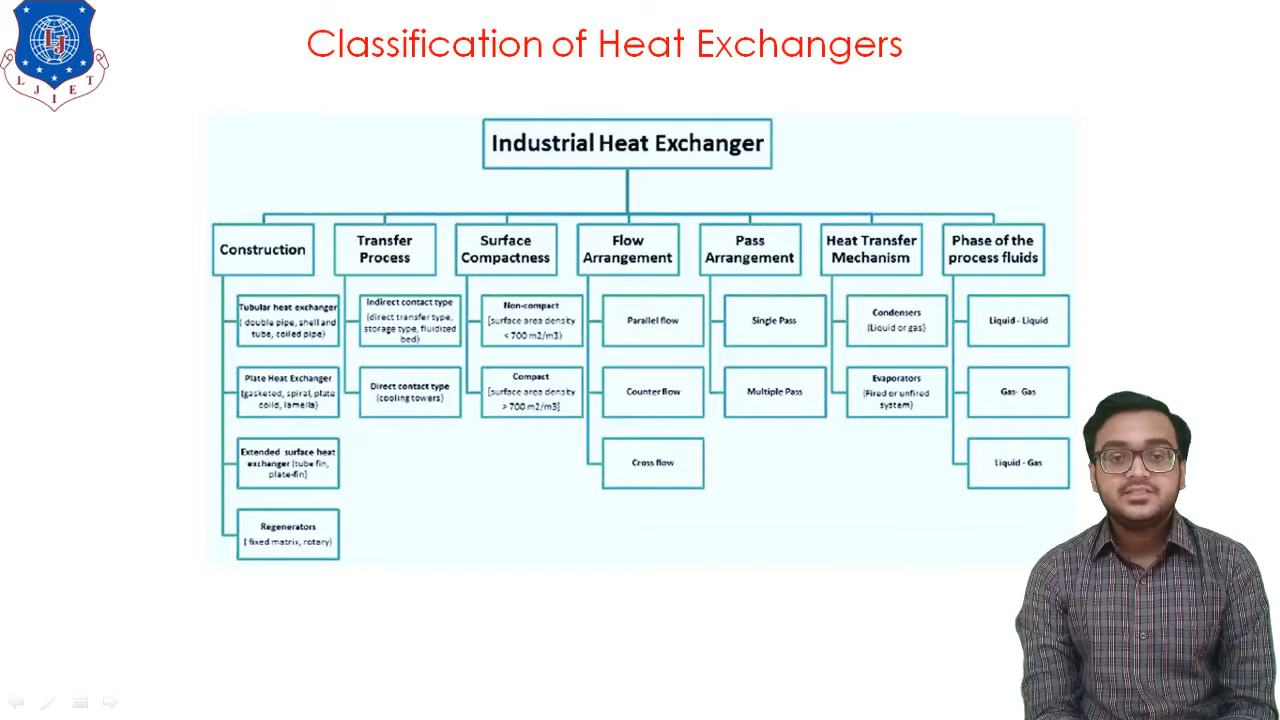 Classification of Heat Exchangers
LJ
L J I E T
Industrial Heat Exchanger
Construction
Tubular heat exchanger
( double pipe, shell and
tube, coiled pipe)
Plate Heat Exchanger
(gasketed, spiral, plate
coild, lamella)
Extended surface heat
exchanger (tube fin,
plate-fin)
Regenerators
( fixed matrix, rotary)
Transfer
Process
Indirect contact type
(direct transfer type,
storage type, fluidized
bed)
Direct contact type
(cooling towers)
Surface
Compactness
Non-compact
[surface area density
< 700 m2/m3)
Compact
[surface area density
> 700 m2/m3]
Flow
Arrangement
Parallel flow
Counter flow
Cross flow
Pass
Arrangement
Single Pass
Multiple Pass
Heat Transfer
Mechanism
Condensers
(Liquid or gas)
Evaporators
(Fired or unfired
system)
Phase of the
process fluids
Liquid - Liquid
Gas- Gas
Liquid - Gas